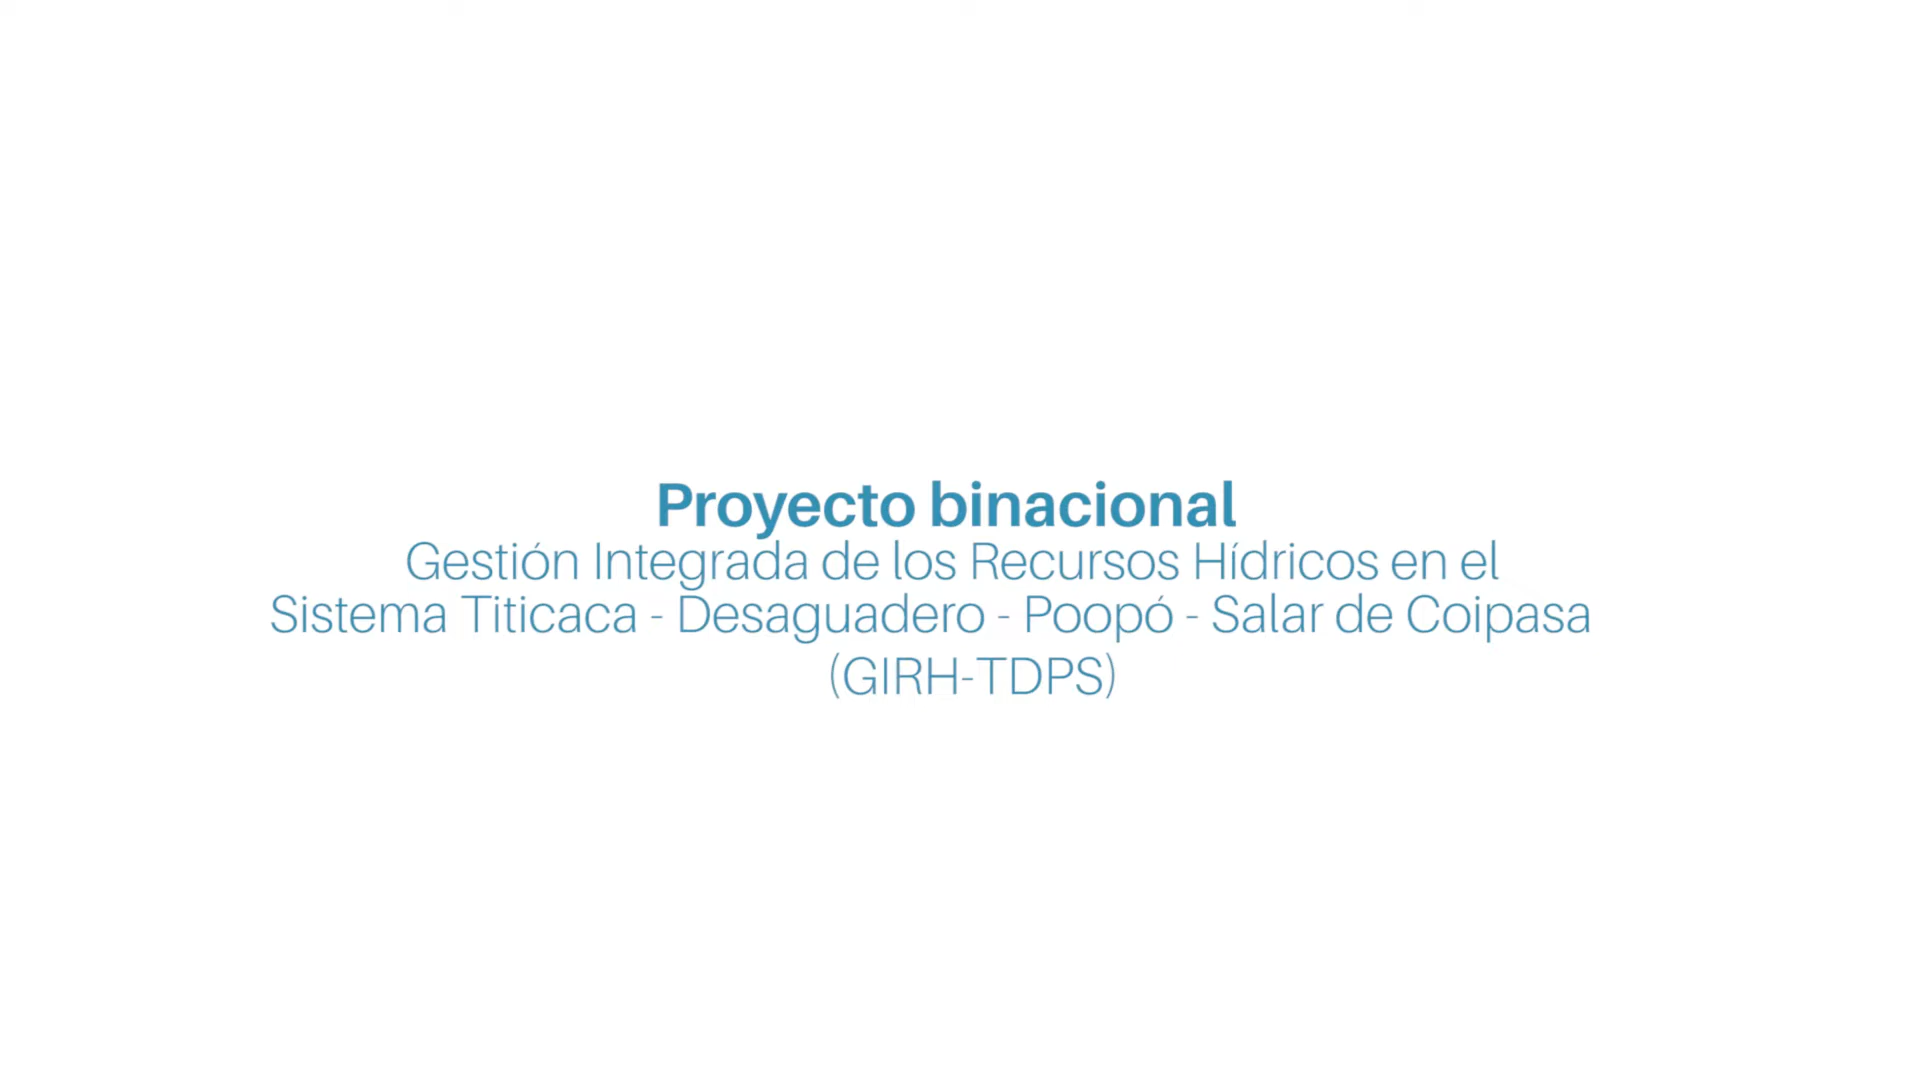 Proyecto binacional
Gestión Integrada de los Recursos Hídricos en el
Sistema Titicaca - Desaguadero - Poopó - Salar de Coipasa
(GIRH-TDPS)